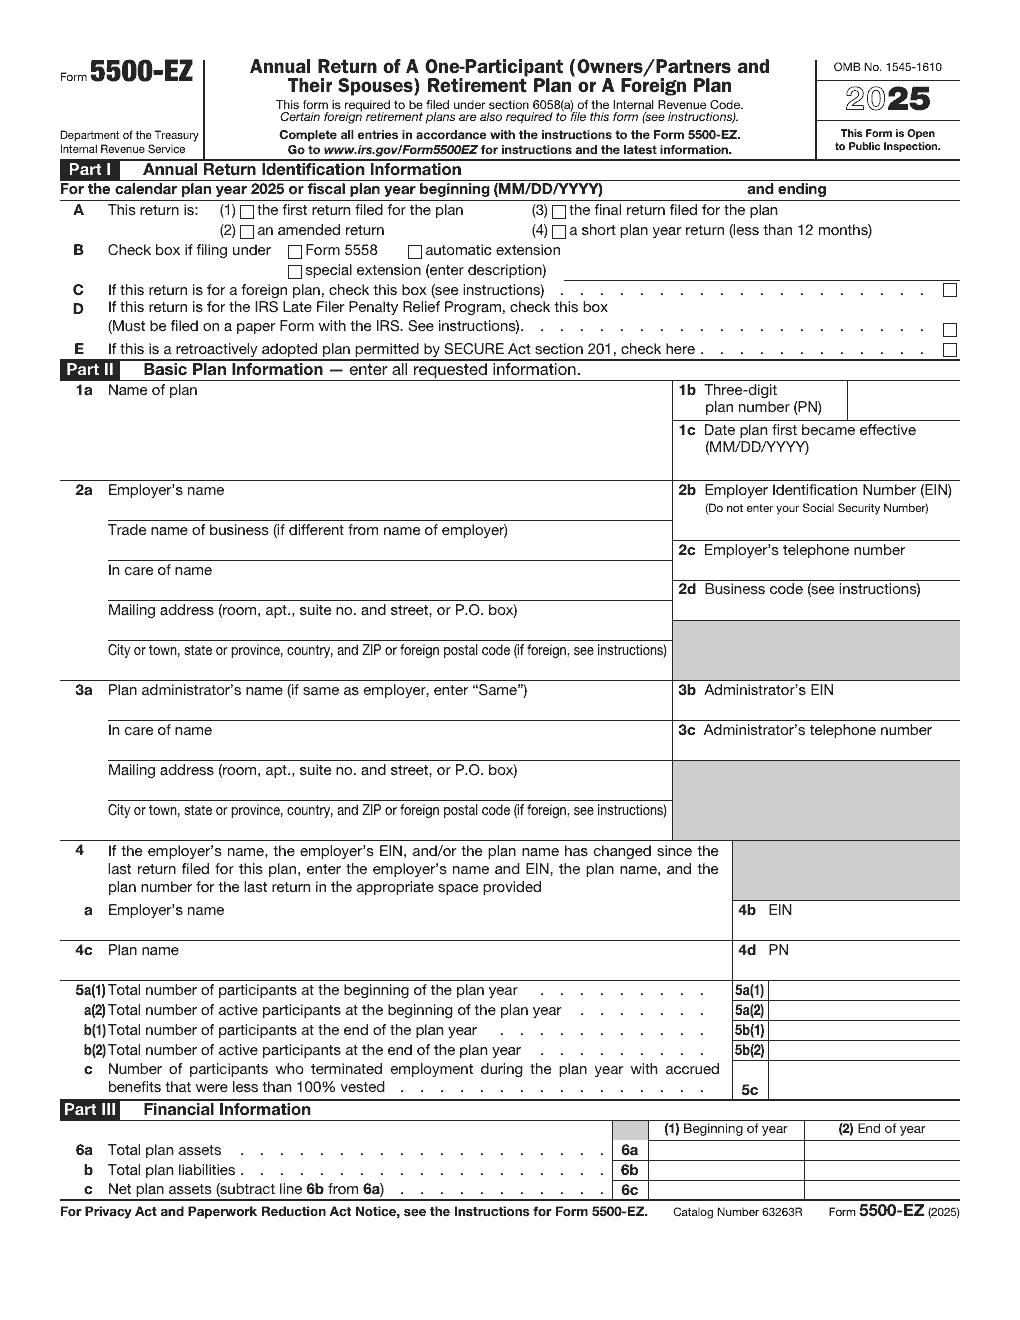 Form 5500-EZ
Department of the Treasury
Internal Revenue Service
Annual Return of A One-Participant (Owners/Partners and
Their Spouses) Retirement Plan or A Foreign Plan
This form is required to be filed under section 6058(a) of the Internal Revenue Code.
Certain foreign retirement plans are also required to file this form (see instructions).
Complete all entries in accordance with the instructions to the Form 5500-EZ.
Go to www.irs.gov/Form5500EZ for instructions and the latest information.
OMB No. 1545-1610
2025
This Form is Open
to Public Inspection.
Part I Annual Return Identification Information
For the calendar plan year 2025 or fiscal plan year beginning (MM/DD/YYYY) and ending
A This return is: (1) the first return filed for the plan (3) the final return filed for the plan
(2) an amended return (4) a short plan year return (less than 12 months)
B Check box if filing under Form 5558 automatic extension
special extension (enter description)
C If this return is for a foreign plan, check this box (see instructions) . . . . . . . . . . . . . . . . . . .
D If this return is for the IRS Late Filer Penalty Relief Program, check this box
(Must be filed on a paper Form with the IRS. See instructions). . . . . . . . . . . . . . . . . . . . .
E If this is a retroactively adopted plan permitted by SECURE Act section 201, check here . . . . . . . . . . . .
Part II Basic Plan Information — enter all requested information.
1a Name of plan
1b Three-digit
plan number (PN)
1c Date plan first became effective
(MM/DD/YYYY)
2a Employer's name
Trade name of business (if different from name of employer)
In care of name
Mailing address (room, apt., suite no. and street, or P.O. box)
City or town, state or province, country, and ZIP or foreign postal code (if foreign, see instructions)
2b Employer Identification Number (EIN)
(Do not enter your Social Security Number)
2c Employer's telephone number
2d Business code (see instructions)
3a Plan administrator's name (if same as employer, enter “Same”)
In care of name
Mailing address (room, apt., suite no. and street, or P.O. box)
City or town, state or province, country, and ZIP or foreign postal code (if foreign, see instructions)
3b Administrator's EIN
3c Administrator's telephone number
4 If the employer's name, the employer's EIN, and/or the plan name has changed since the
last return filed for this plan, enter the employer's name and EIN, the plan name, and the
plan number for the last return in the appropriate space provided
a Employer's name 4b EIN
4c Plan name 4d PN
5a(1) Total number of participants at the beginning of the plan year . . . . . . . . . 5a(1)
a(2) Total number of active participants at the beginning of the plan year . . . . . . . 5a(2)
b(1) Total number of participants at the end of the plan year . . . . . . . . . . . 5b(1)
b(2) Total number of active participants at the end of the plan year . . . . . . . . . 5b(2)
c Number of participants who terminated employment during the plan year with accrued
benefits that were less than 100% vested . . . . . . . . . . . . . . . . 5c
Part III Financial Information
(1) Beginning of year (2) End of year
6a Total plan assets . . . . . . . . . . . . . . . . . . . 6a
b Total plan liabilities . . . . . . . . . . . . . . . . . . . 6b
c Net plan assets (subtract line 6b from 6a) . . . . . . . . . . . 6c
For Privacy Act and Paperwork Reduction Act Notice, see the Instructions for Form 5500-EZ. Catalog Number 63263R Form 5500-EZ (2025)